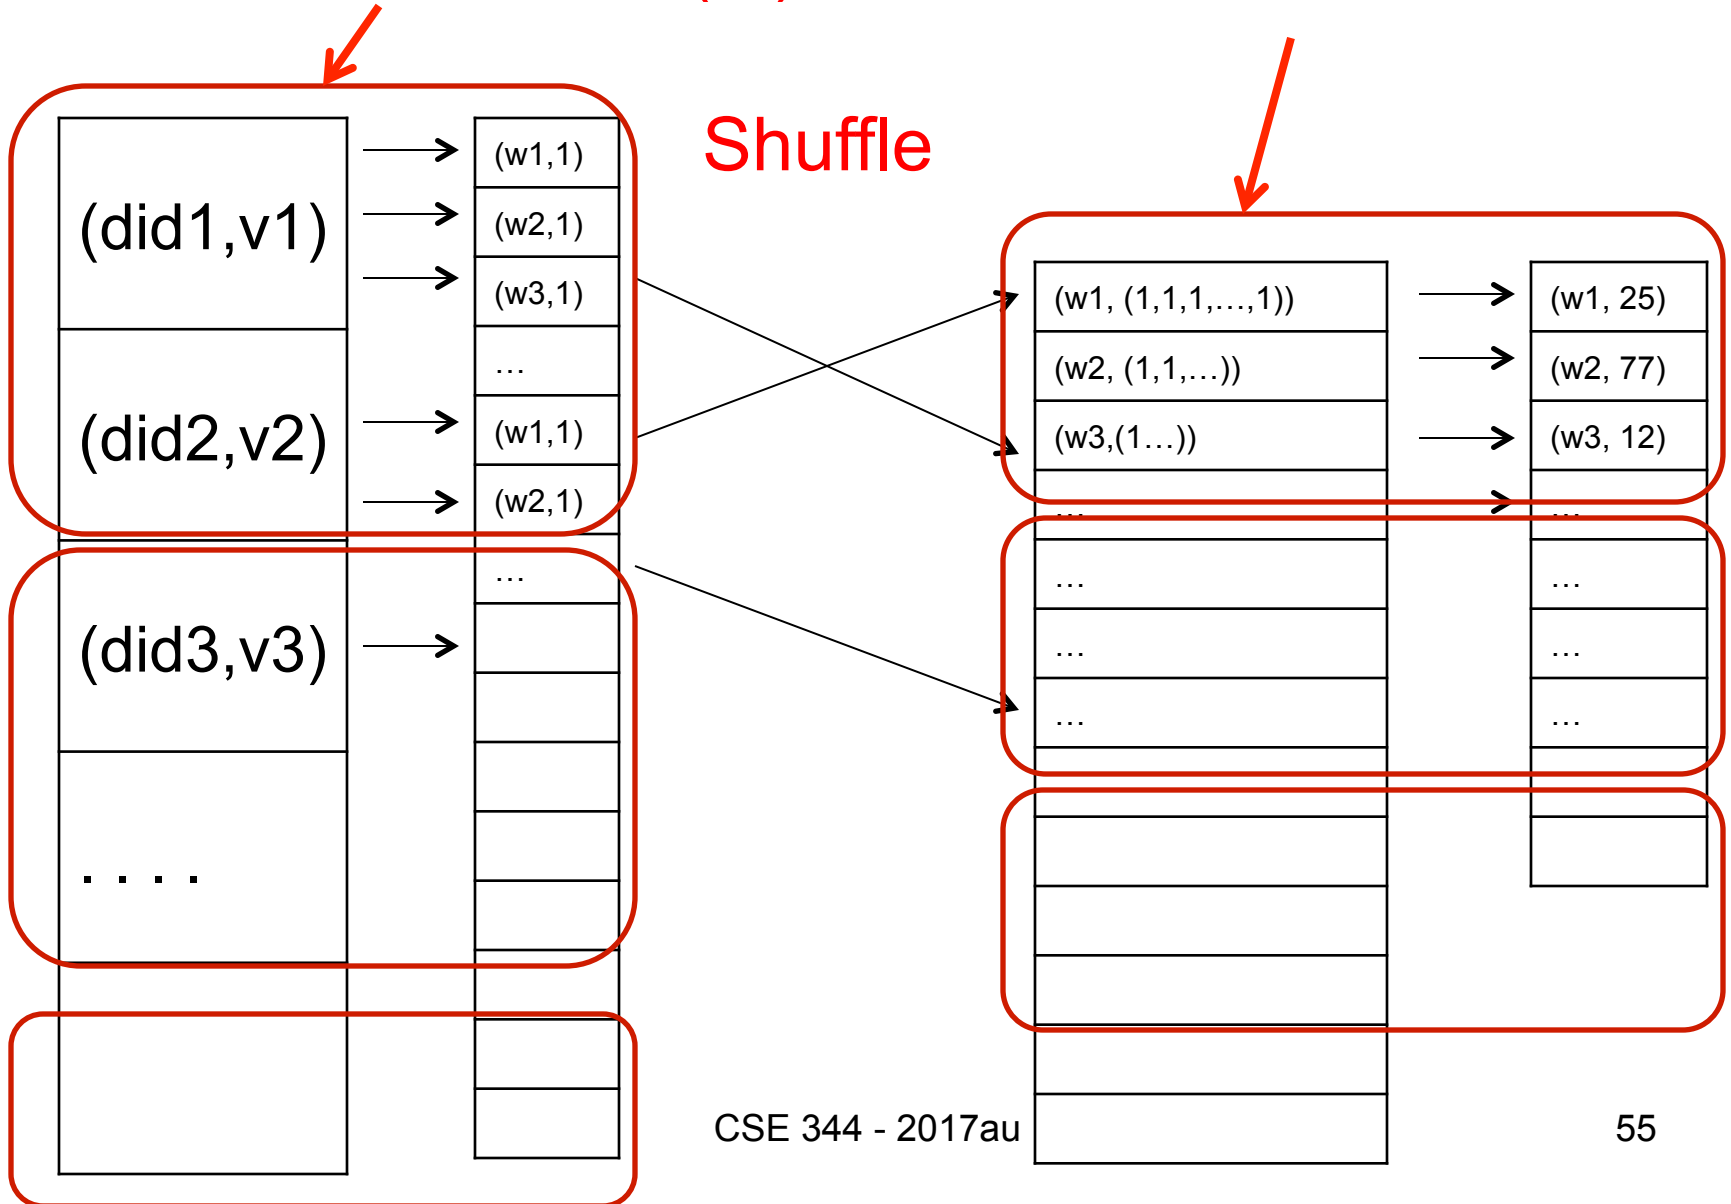 Shuffle
(did1,v1)
(did2,v2)
(did3,v3)
. . . .
(w1,1)
(w2,1)
(w3,1)
…
(w1,1)
(w2,1)
…
(w1, (1,1,1,…,1))
(w2, (1,1,…))
(w3,(1…))
…
…
…
…
(w1, 25)
(w2, 77)
(w3, 12)
…
…
…
…
CSE 344 - 2017au
55